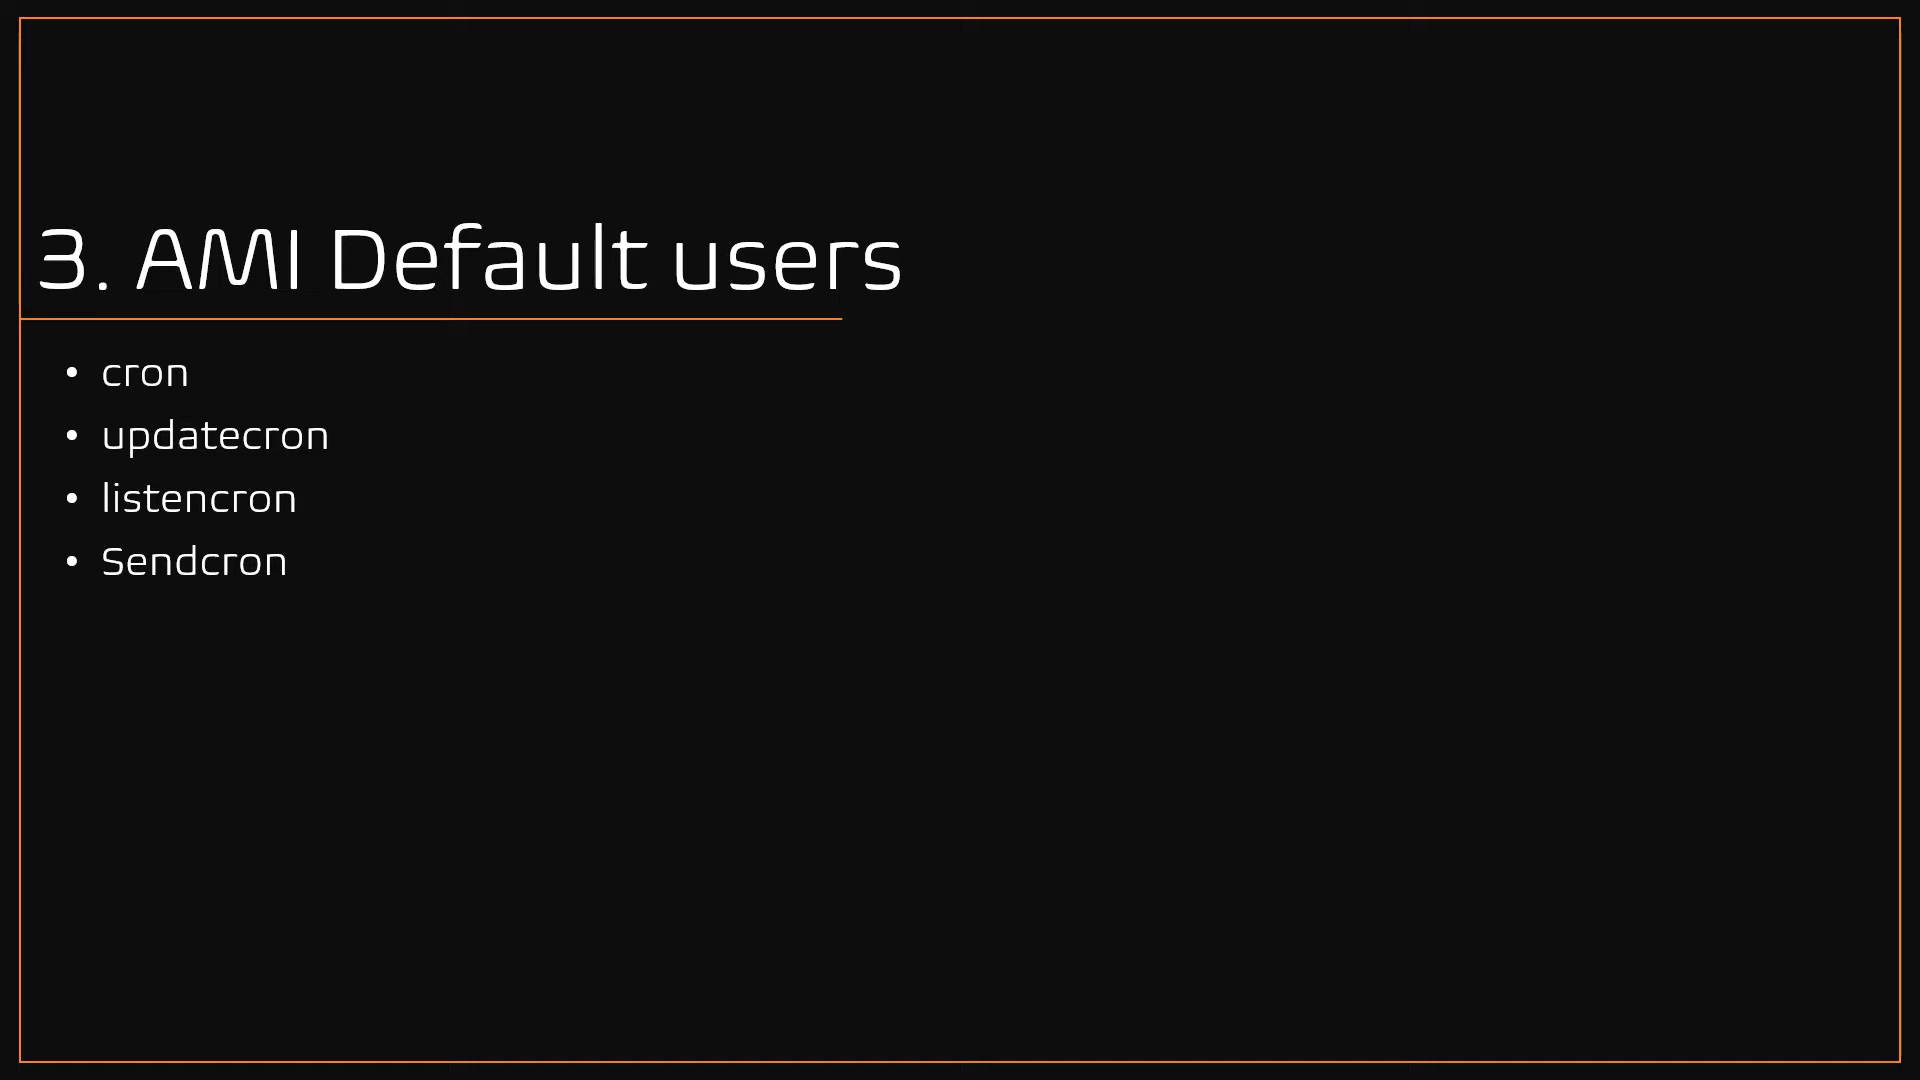 3. AMI Default users
• cron
• updatecron
• listencron
• Sendcron